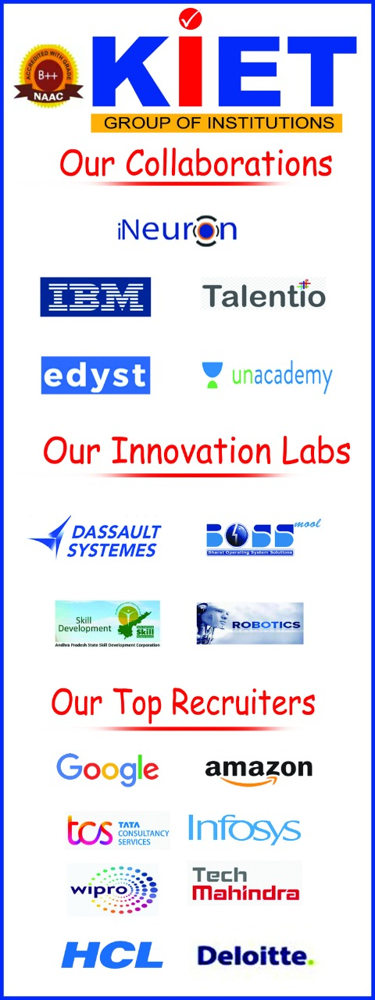 ACCREDITED WITH GRADE
B++
NAAC
KiET
GROUP OF INSTITUTIONS
Our Collaborations
iNeuron
IBM
Talentio
edyst
unacademy
Our Innovation Labs
DASSAULT
SYSTEMES
BOSS mool
Bharat Operating System Solutions
Skill
Development
Skill
Andhra Pradesh State Skill Development Corporation
ROBOTICS
Our Top Recruiters
Google
amazon
tcs TATA
CONSULTANCY
SERVICES
Infosys
wipro
Tech
Mahindra
HCL
Deloitte.